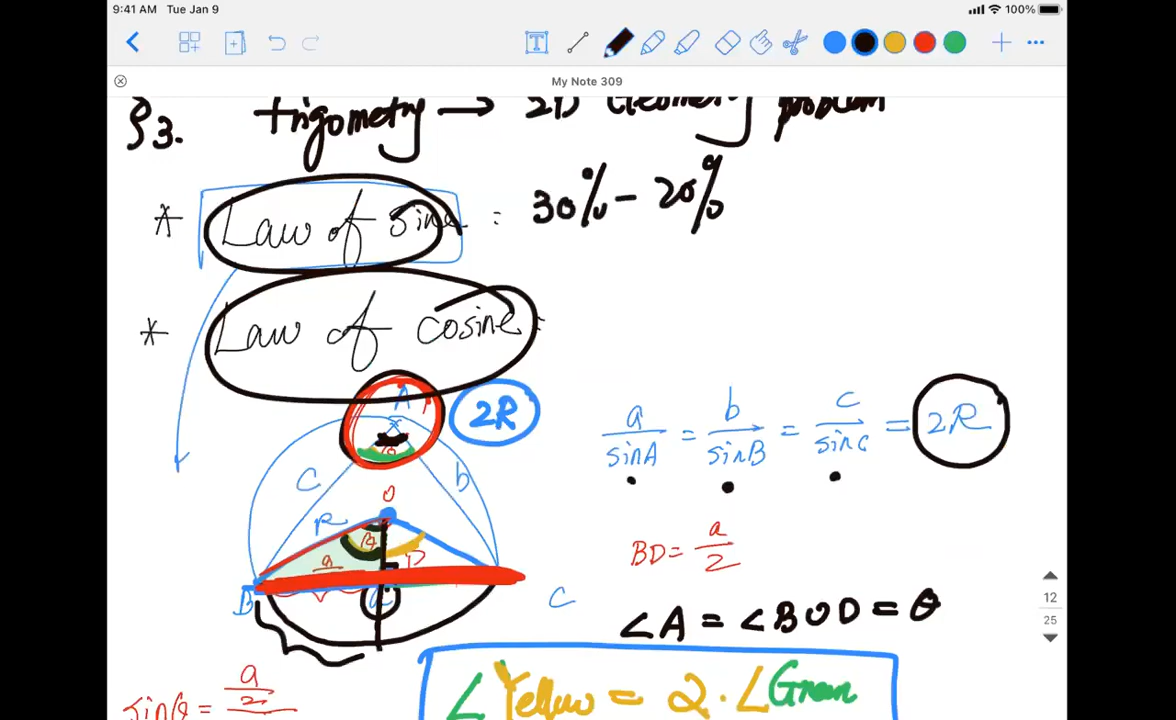 9:41 AM Tue Jan 9
100%
My Note 309
§3. Trigometry → 2D Geometry problem
* Law of sine : 30% – 20%
* Law of cosine :
A
2R
a/sinA = b/sinB = c/sinC = 2R
c b
O
R
D
B C
BD = a/2
∠A = ∠BOD = θ
∠Yellow = 2·∠Green
sinθ = a/2
12
25